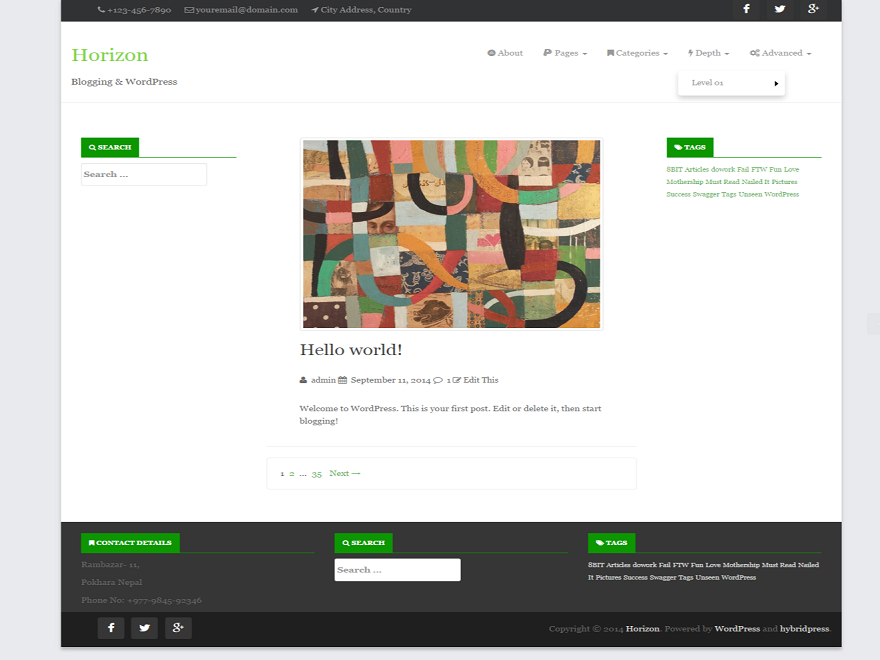 +123-456-7890 youremail@domain.com City Address, Country
Horizon
Blogging & WordPress
About Pages Categories Depth Advanced
Level 01
SEARCH
Search ...
Hello world!
admin September 11, 2014 1 Edit This
Welcome to WordPress. This is your first post. Edit or delete it, then start
blogging!
1 2 ... 35 Next →
TAGS
8BIT Articles dowork Fail FTW Fun Love
Mothership Must Read Nailed It Pictures
Success Swagger Tags Unseen WordPress
CONTACT DETAILS
Rambazar- 11,
Pokhara Nepal
Phone No: +977-9845-92346
SEARCH
Search ...
TAGS
8BIT Articles dowork Fail FTW Fun Love Mothership Must Read Nailed
It Pictures Success Swagger Tags Unseen WordPress
Copyright © 2014 Horizon. Powered by WordPress and hybridpress.